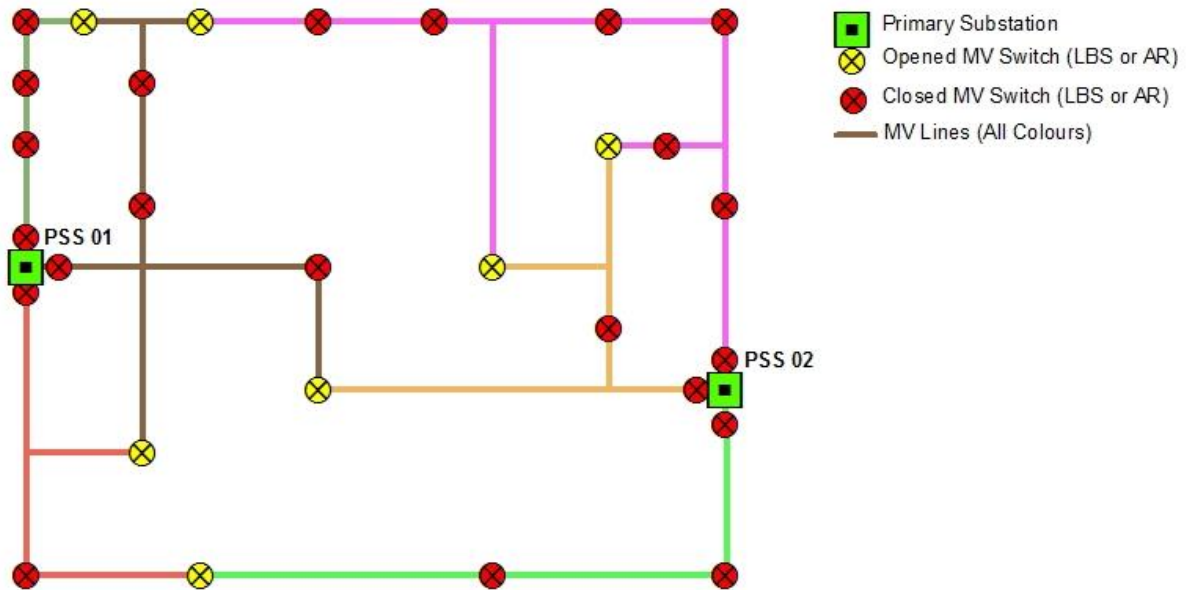 Primary Substation
Opened MV Switch (LBS or AR)
Closed MV Switch (LBS or AR)
MV Lines (All Colours)
PSS 01
PSS 02